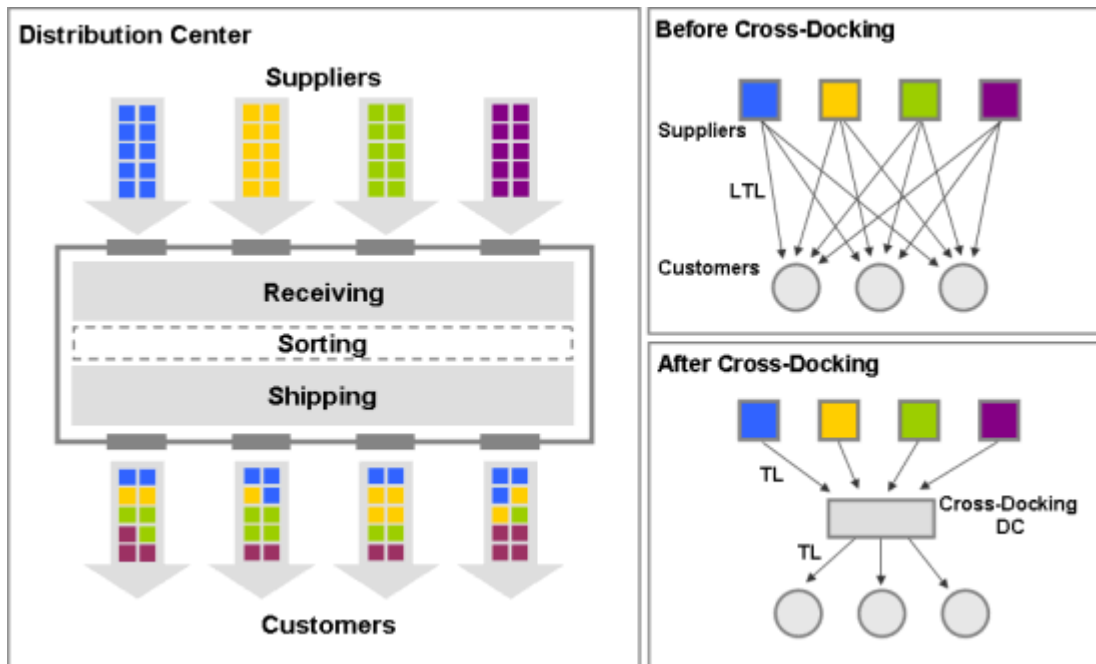 Distribution Center
Suppliers
Receiving
Sorting
Shipping
Customers
Before Cross-Docking
Suppliers
LTL
Customers
After Cross-Docking
TL
Cross-Docking
DC
TL